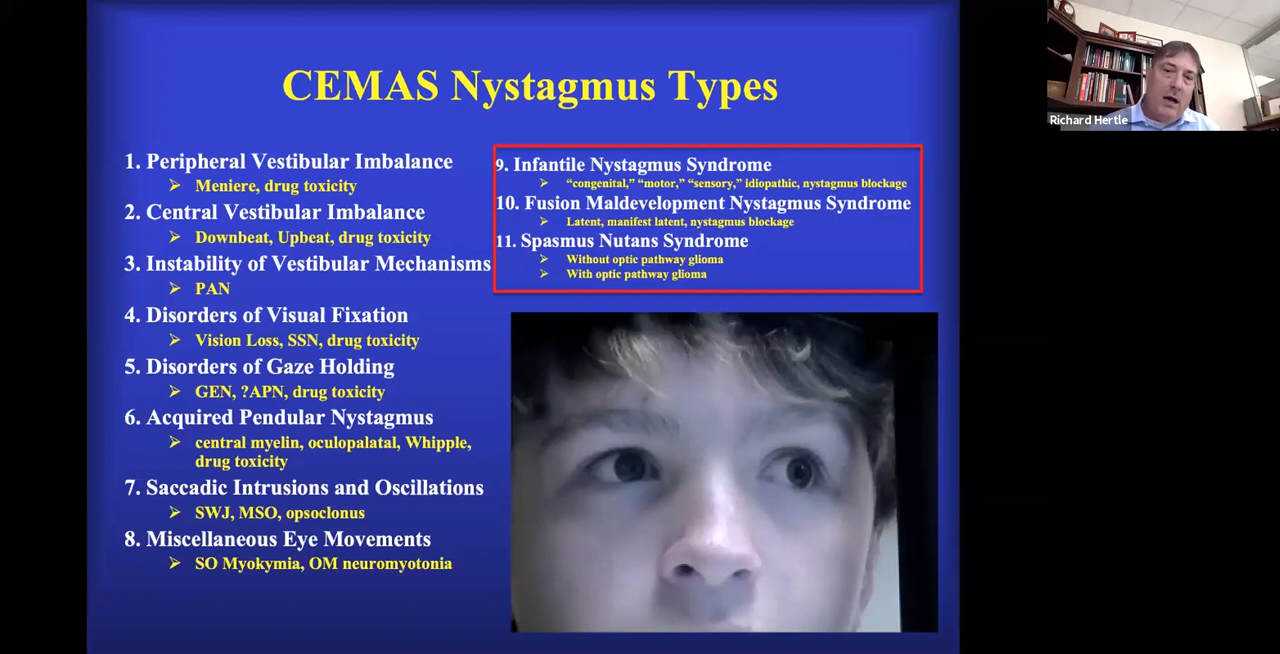 CEMAS Nystagmus Types
1. Peripheral Vestibular Imbalance
➢ Meniere, drug toxicity
2. Central Vestibular Imbalance
➢ Downbeat, Upbeat, drug toxicity
3. Instability of Vestibular Mechanisms
➢ PAN
4. Disorders of Visual Fixation
➢ Vision Loss, SSN, drug toxicity
5. Disorders of Gaze Holding
➢ GEN, ?APN, drug toxicity
6. Acquired Pendular Nystagmus
➢ central myelin, oculopalatal, Whipple,
drug toxicity
7. Saccadic Intrusions and Oscillations
➢ SWJ, MSO, opsoclonus
8. Miscellaneous Eye Movements
➢ SO Myokymia, OM neuromyotonia
9. Infantile Nystagmus Syndrome
➢ “congenital,” “motor,” “sensory,” idiopathic, nystagmus blockage
10. Fusion Maldevelopment Nystagmus Syndrome
➢ Latent, manifest latent, nystagmus blockage
11. Spasmus Nutans Syndrome
➢ Without optic pathway glioma
➢ With optic pathway glioma
Richard Hertle